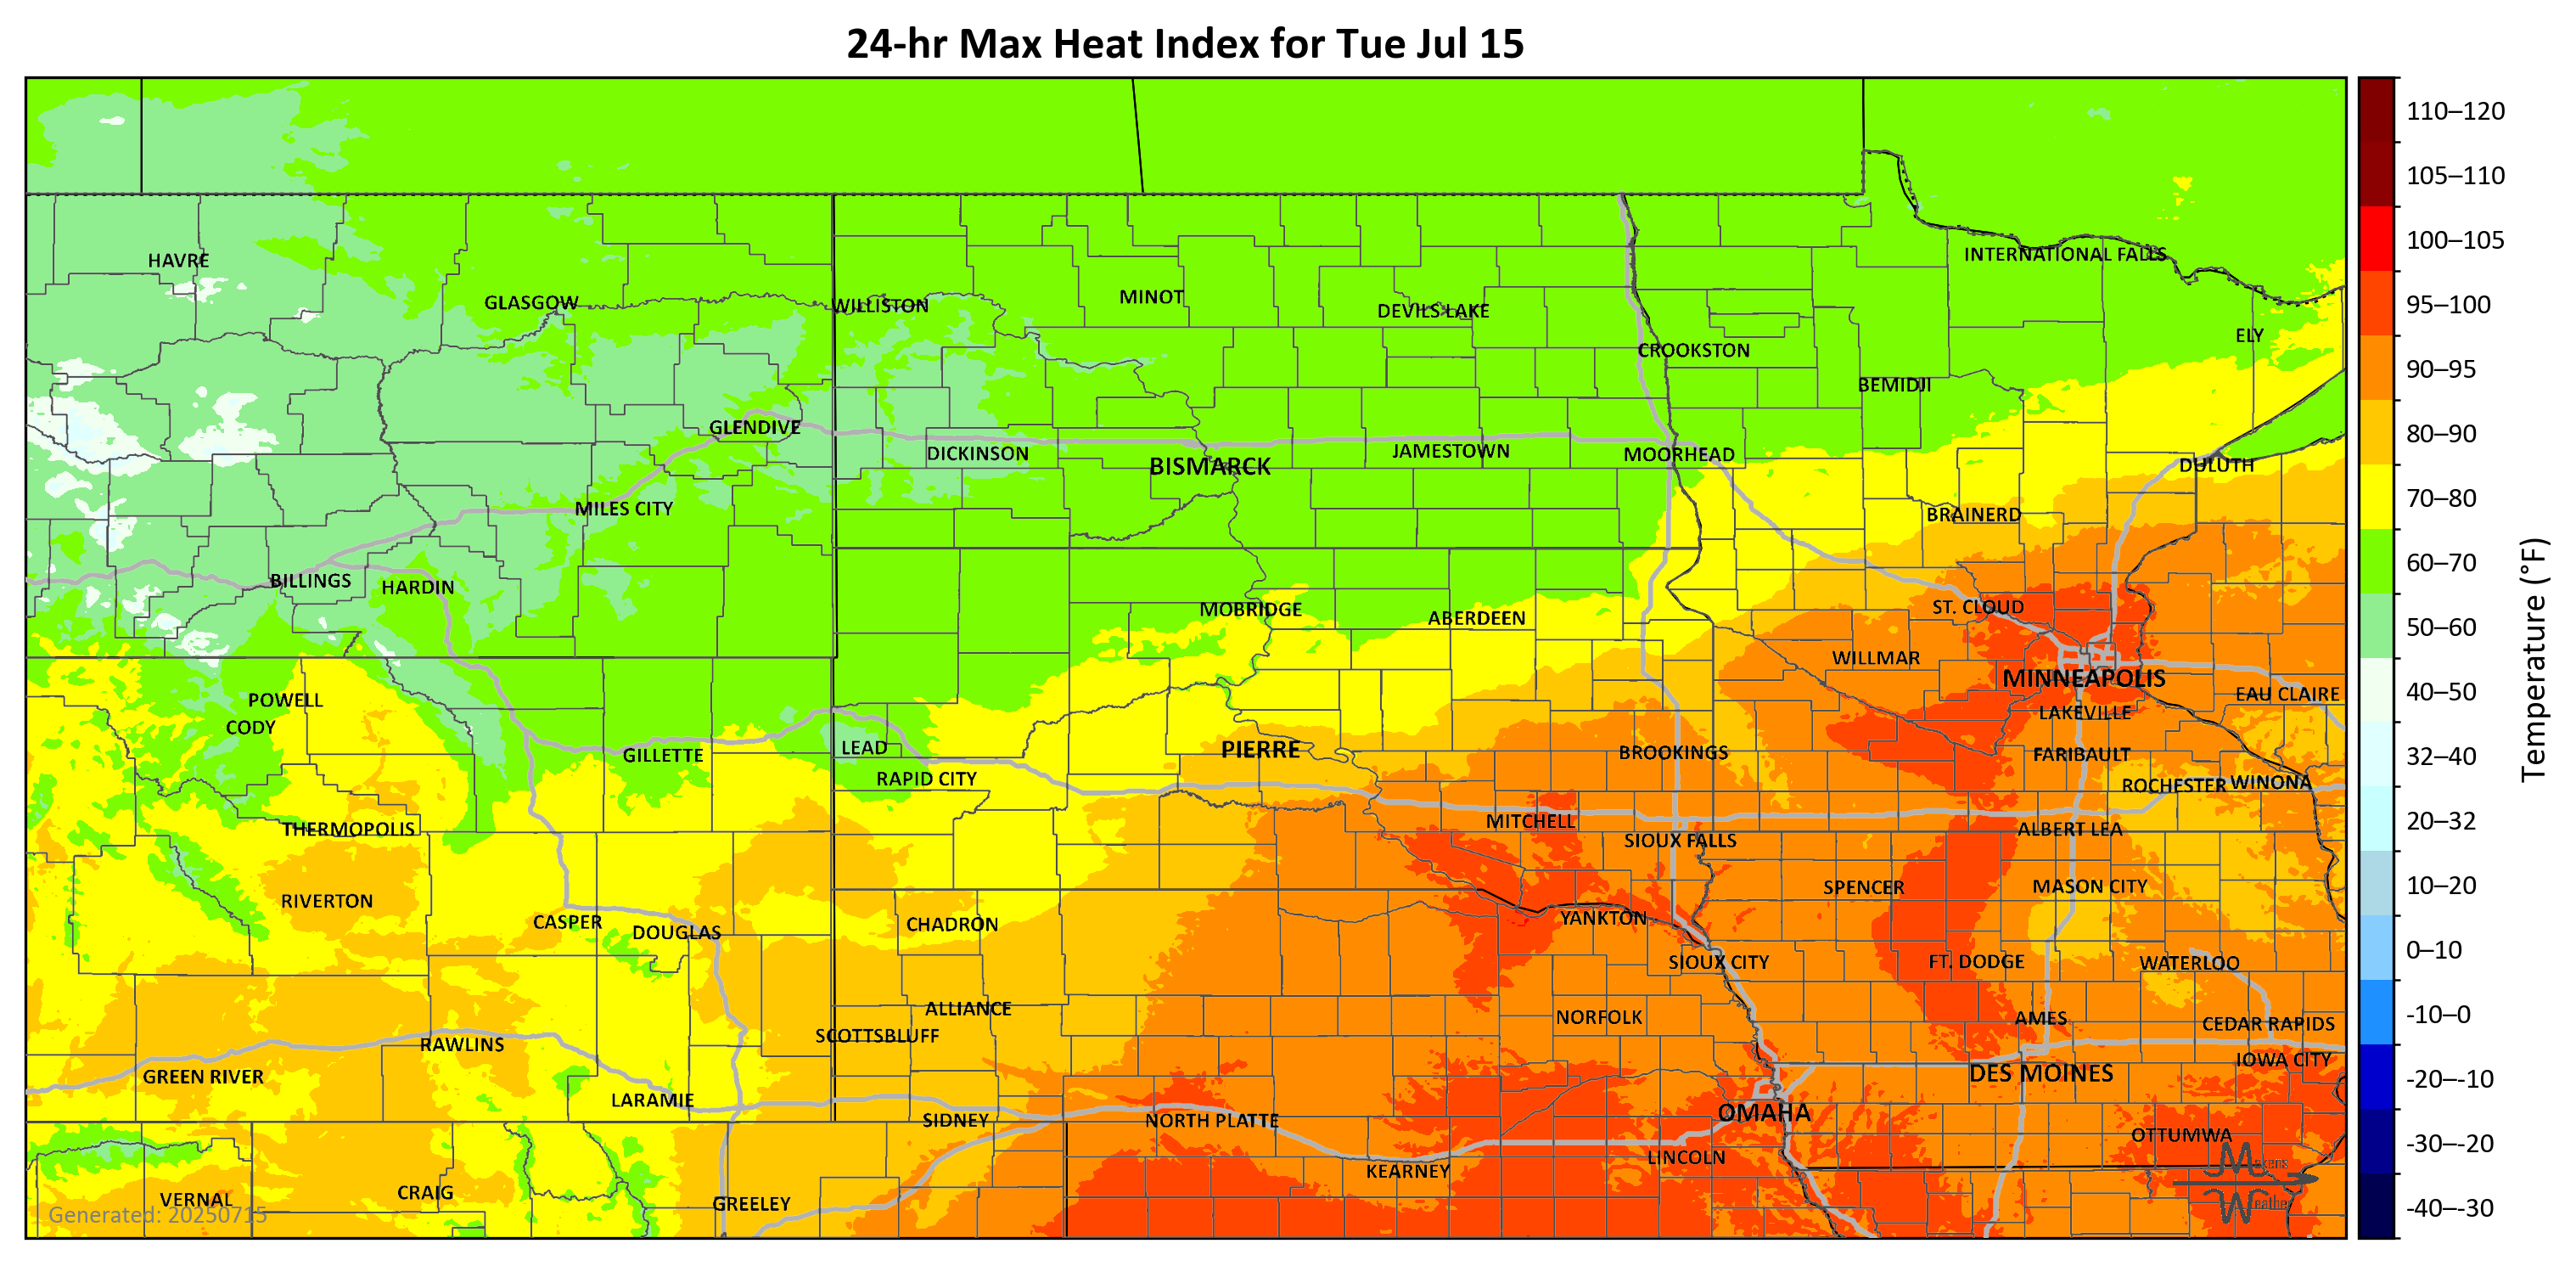 24-hr Max Heat Index for Tue Jul 15
HAVRE
INTERNATIONAL FALLS
GLASGOW
WILLISTON
MINOT
DEVILS LAKE
ELY
CROOKSTON
BEMIDJI
GLENDIVE
DICKINSON
BISMARCK
JAMESTOWN
MOORHEAD
DULUTH
MILES CITY
BRAINERD
BILLINGS
HARDIN
MOBRIDGE
ABERDEEN
ST. CLOUD
WILLMAR
MINNEAPOLIS
EAU CLAIRE
POWELL
CODY
LAKEVILLE
GILLETTE
LEAD
PIERRE
BROOKINGS
FARIBAULT
RAPID CITY
ROCHESTER
WINONA
THERMOPOLIS
MITCHELL
SIOUX FALLS
ALBERT LEA
RIVERTON
SPENCER
MASON CITY
CASPER
DOUGLAS
CHADRON
YANKTON
SIOUX CITY
FT. DODGE
WATERLOO
ALLIANCE
NORFOLK
AMES
CEDAR RAPIDS
SCOTTSBLUFF
RAWLINS
IOWA CITY
GREEN RIVER
DES MOINES
LARAMIE
SIDNEY
NORTH PLATTE
OMAHA
OTTUMWA
LINCOLN
KEARNEY
VERNAL
CRAIG
GREELEY
Generated: 20250715
Makens
Weather
110–120
105–110
100–105
95–100
90–95
80–90
70–80
60–70
50–60
40–50
32–40
20–32
10–20
0–10
-10–0
-20–-10
-30–-20
-40–-30
Temperature (°F)